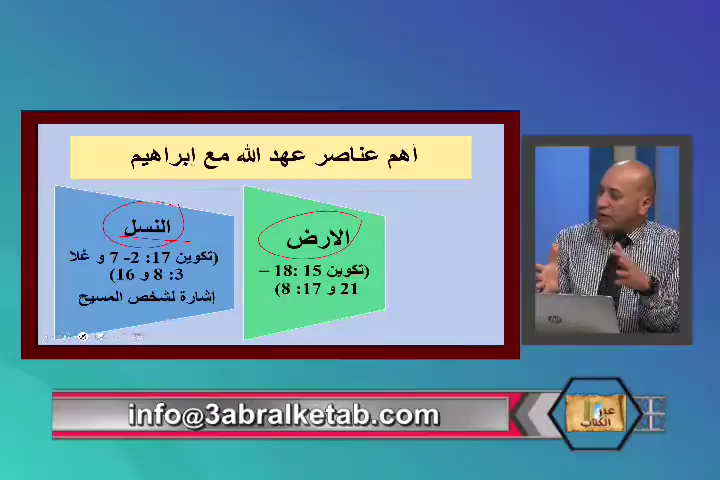 أهم عناصر عهد الله مع إبراهيم
الارض
(تكوين 15 :18 –
21 و 17: 8)
النسل
(تكوين 17: 2- 7 و غلا
3: 8 و 16)
إشارة لشخص المسيح
info@3abralketab.com
عبر
الكتاب